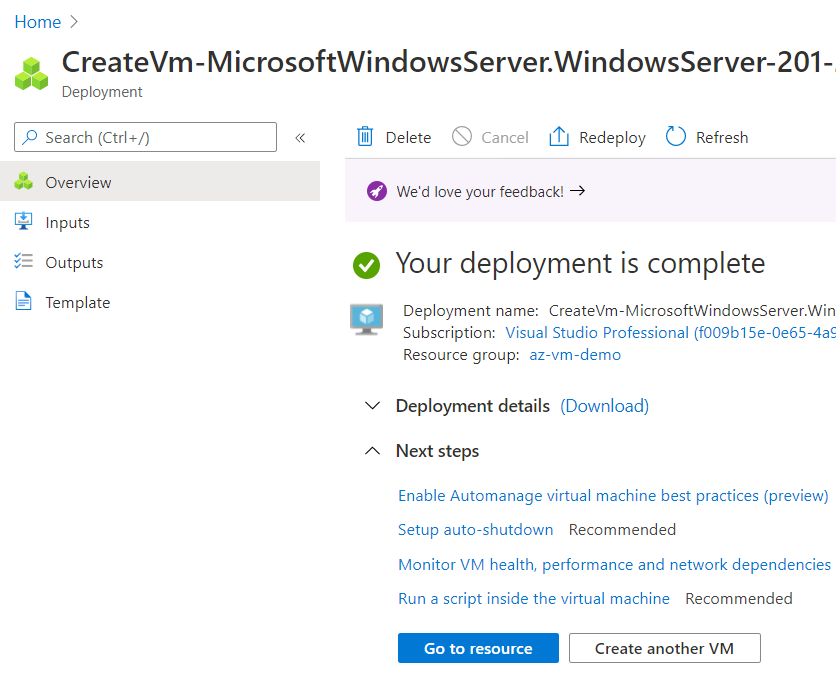 Home >
CreateVm-MicrosoftWindowsServer.WindowsServer-201-
Deployment
Search (Ctrl+/) «
Overview
Inputs
Outputs
Template
Delete Cancel Redeploy Refresh
We'd love your feedback! →
Your deployment is complete
Deployment name: CreateVm-MicrosoftWindowsServer.Win
Subscription: Visual Studio Professional (f009b15e-0e65-4a9
Resource group: az-vm-demo
Deployment details (Download)
Next steps
Enable Automanage virtual machine best practices (preview)
Setup auto-shutdown Recommended
Monitor VM health, performance and network dependencies
Run a script inside the virtual machine Recommended
Go to resource Create another VM